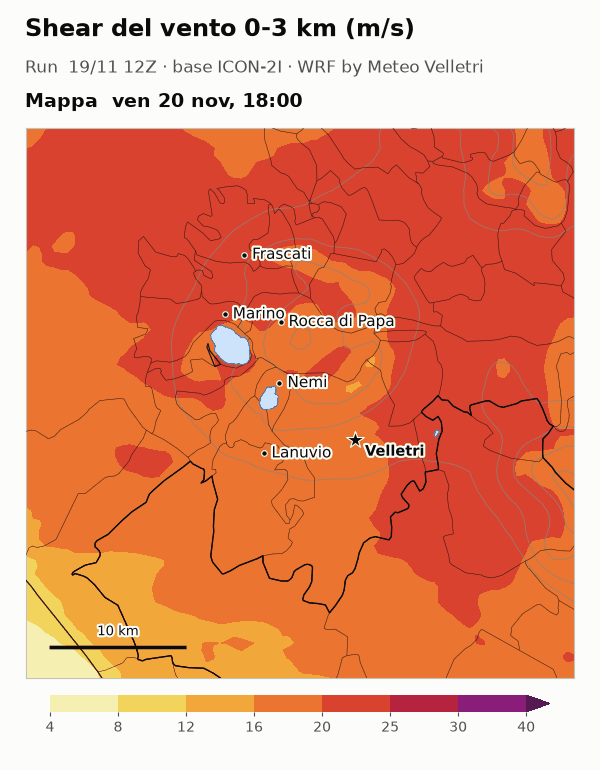 Shear del vento 0-3 km (m/s)
Run  19/11 12Z · base ICON-2I · WRF by Meteo Velletri
Mappa  ven 20 nov, 18:00
Frascati
Marino
Rocca di Papa
Nemi
Velletri
Lanuvio
10 km
4 8 12 16 20 25 30 40